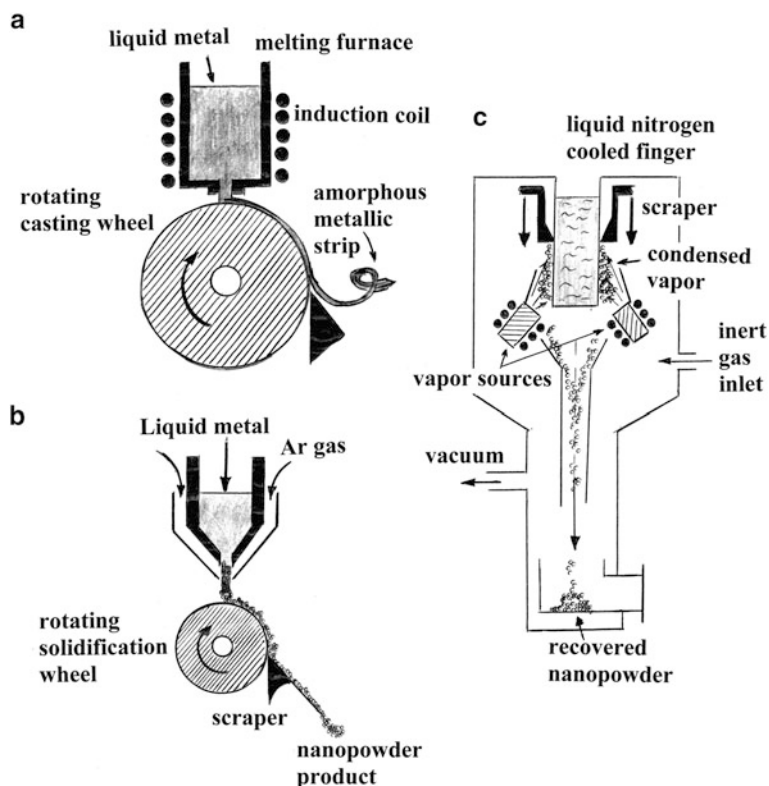 a
liquid metal
melting furnace
induction coil
rotating
casting wheel
amorphous
metallic
strip
b
Liquid metal
Ar gas
rotating
solidification
wheel
scraper
nanopowder
product
c
liquid nitrogen
cooled finger
scraper
condensed
vapor
vapor sources
inert
gas
inlet
vacuum
recovered
nanopowder